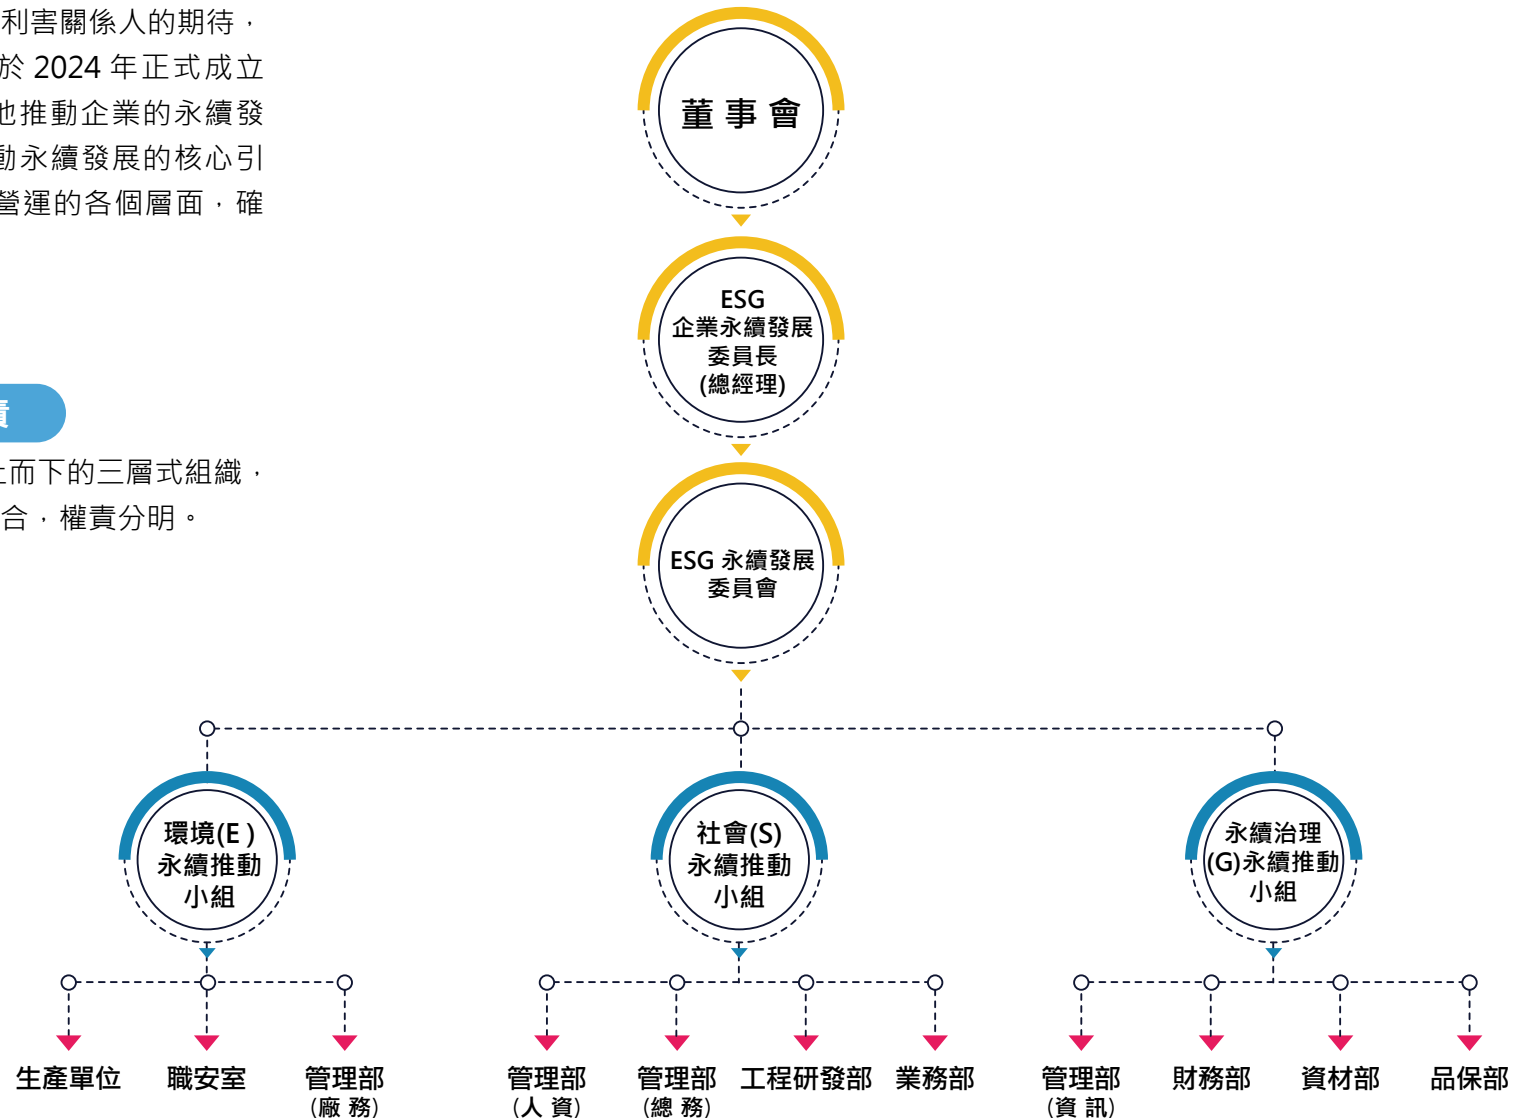 利害關係人的期待，
於 2024 年正式成立
地推動企業的永續發
動永續發展的核心引
營運的各個層面，確
責
上而下的三層式組織，
合，權責分明。
董事會
ESG
企業永續發展
委員長
(總經理)
ESG 永續發展
委員會
環境(E )
永續推動
小組
社會(S)
永續推動
小組
永續治理
(G)永續推動
小組
生產單位
職安室
管理部
(廠 務)
管理部
(人 資)
管理部
(總 務)
工程研發部
業務部
管理部
(資 訊)
財務部
資材部
品保部